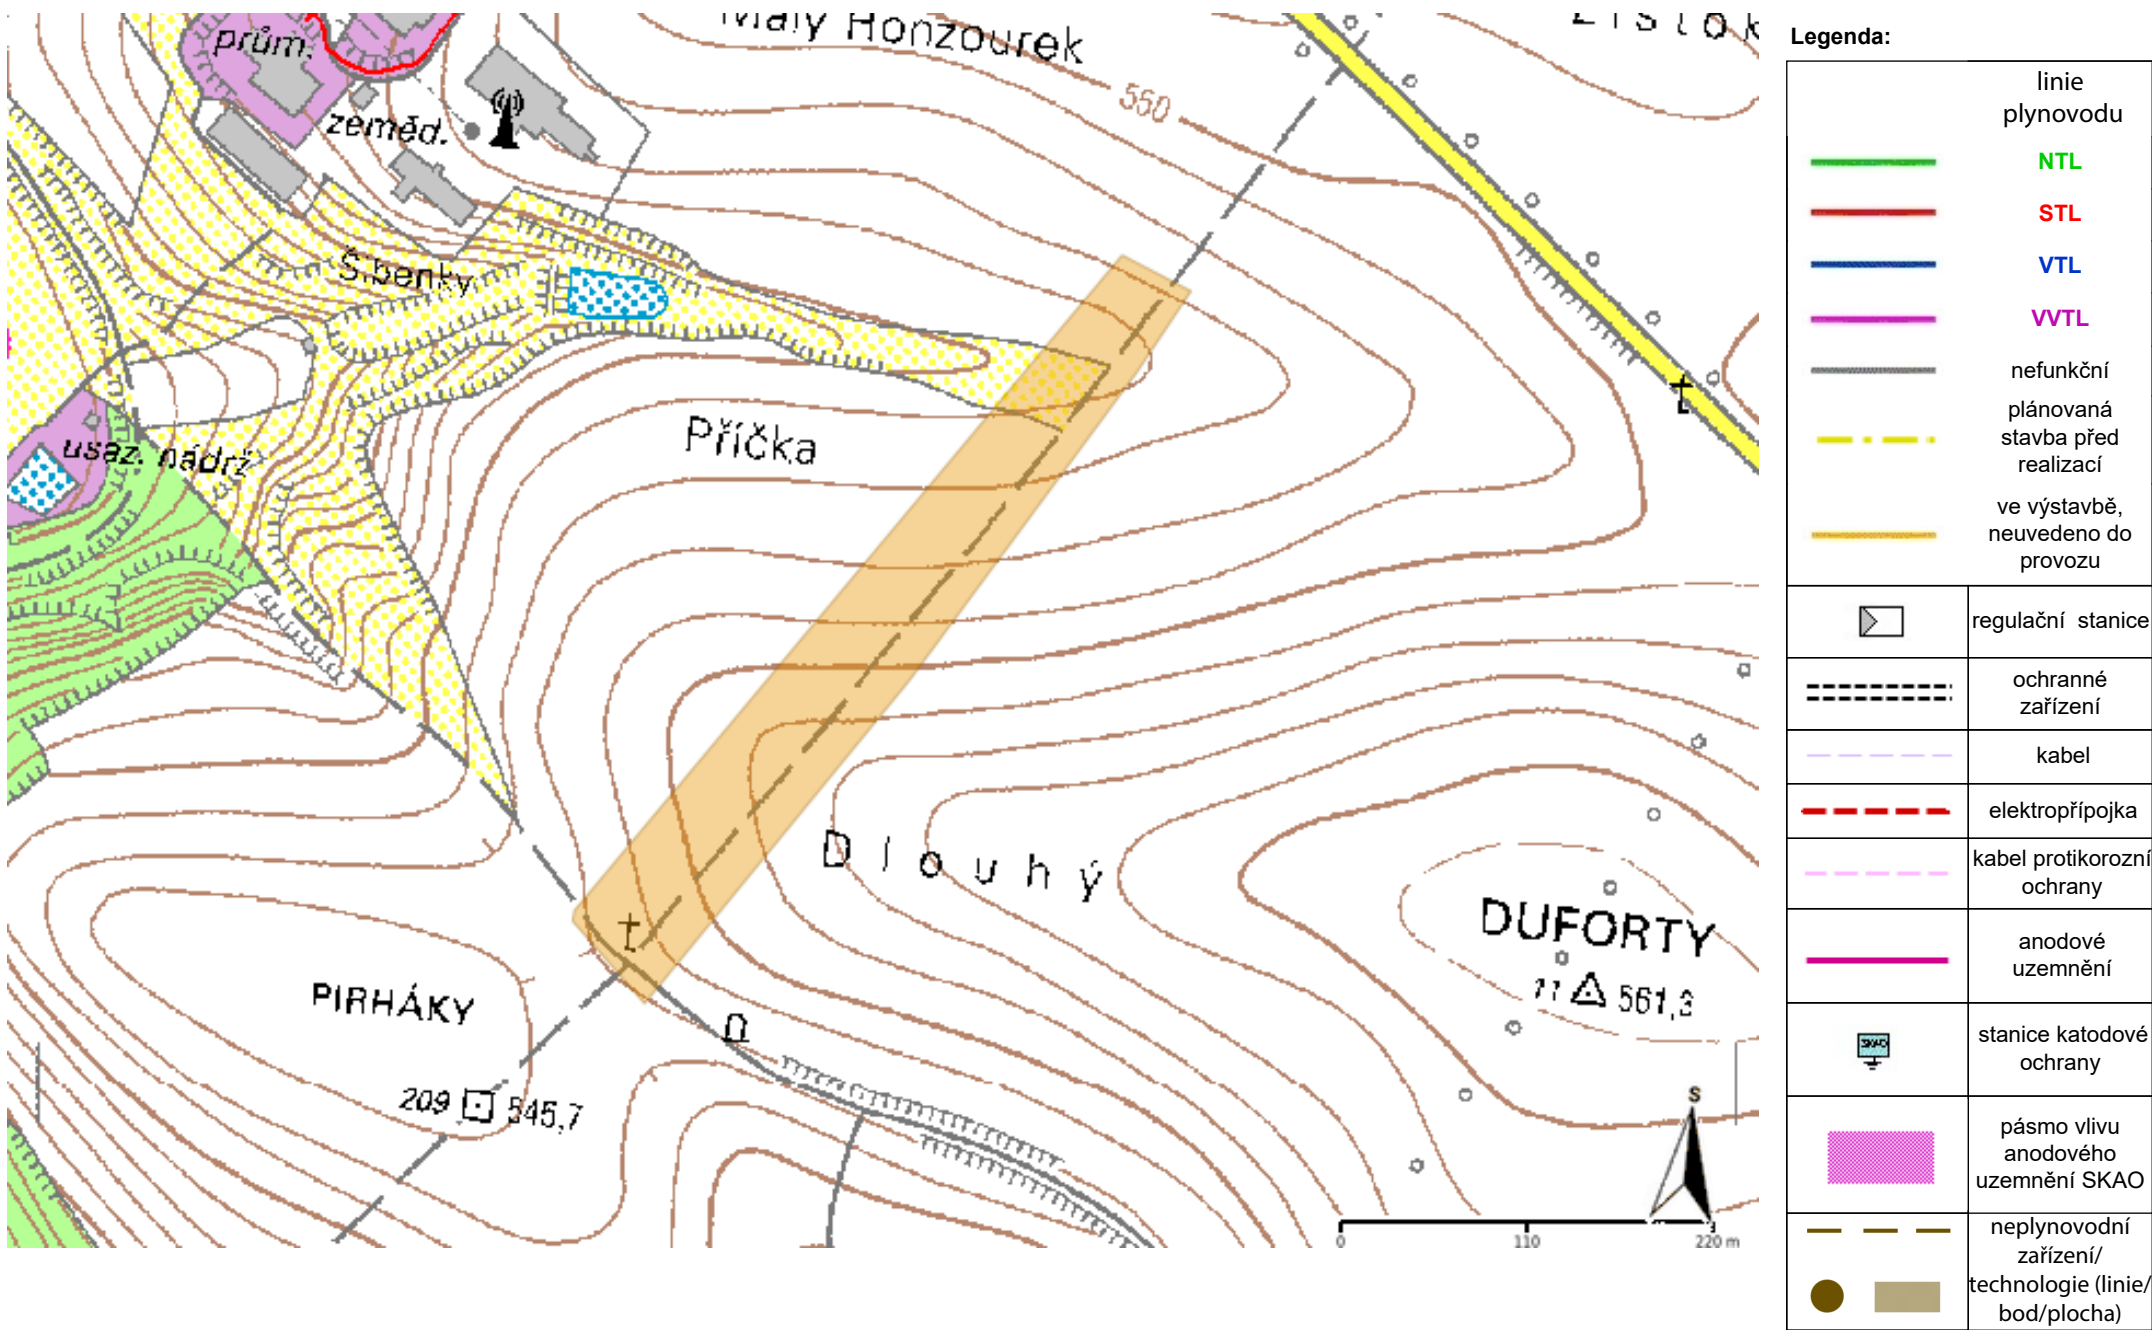 Malý Honzourek
550
prům.
zeměd.
Šibenky
Příčka
usaz. nádrž
Dlouhý
DUFORTY
11 561,3
PIRHÁKY
209 545,7
S
0 110 220 m
Legenda:
linie
plynovodu
NTL
STL
VTL
VVTL
nefunkční
plánovaná
stavba před
realizací
ve výstavbě,
neuvedeno do
provozu
regulační stanice
ochranné
zařízení
kabel
elektropřípojka
kabel protikorozní
ochrany
anodové
uzemnění
SKAO
stanice katodové
ochrany
pásmo vlivu
anodového
uzemnění SKAO
neplynovodní
zařízení/
technologie (linie/
bod/plocha)